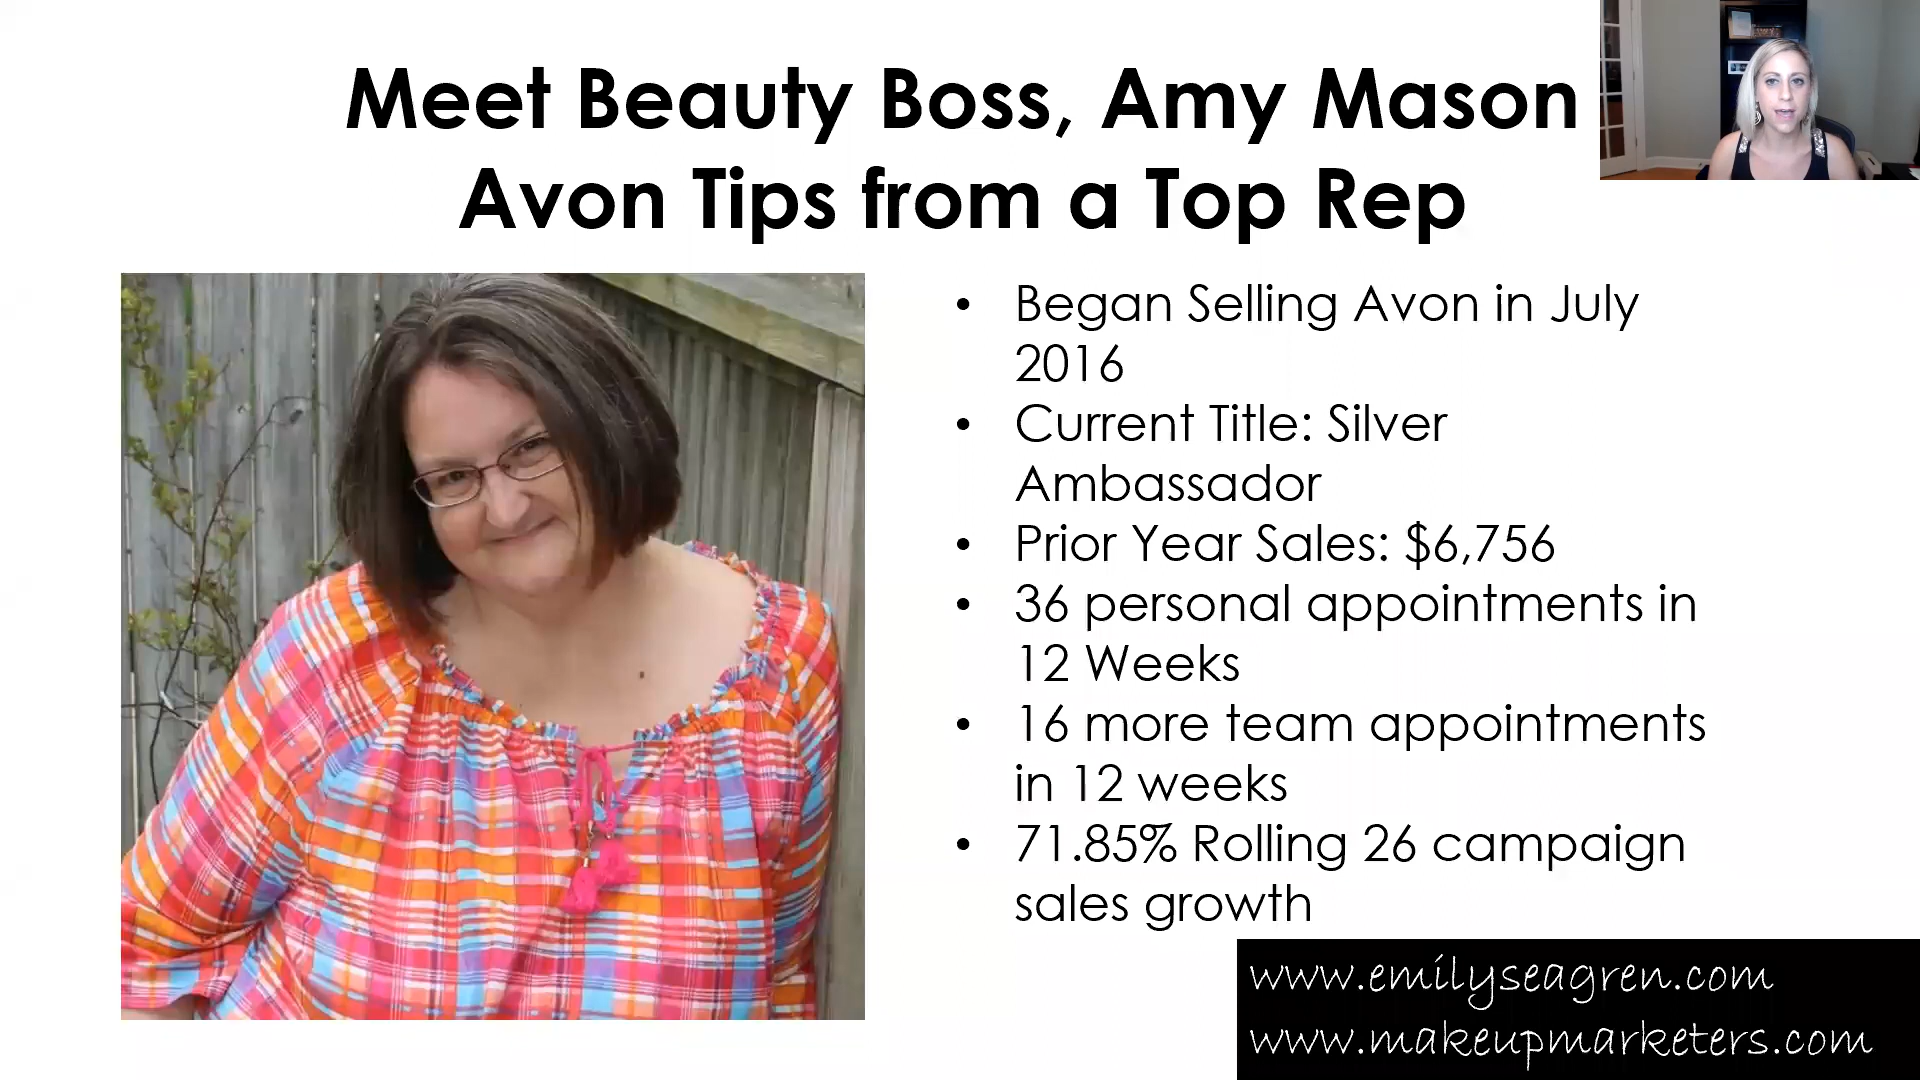 Meet Beauty Boss, Amy Mason
Avon Tips from a Top Rep
• Began Selling Avon in July
2016
• Current Title: Silver
Ambassador
• Prior Year Sales: $6,756
• 36 personal appointments in
12 Weeks
• 16 more team appointments
in 12 weeks
• 71.85% Rolling 26 campaign
sales growth
www.emilyseagren.com
www.makeupmarketers.com